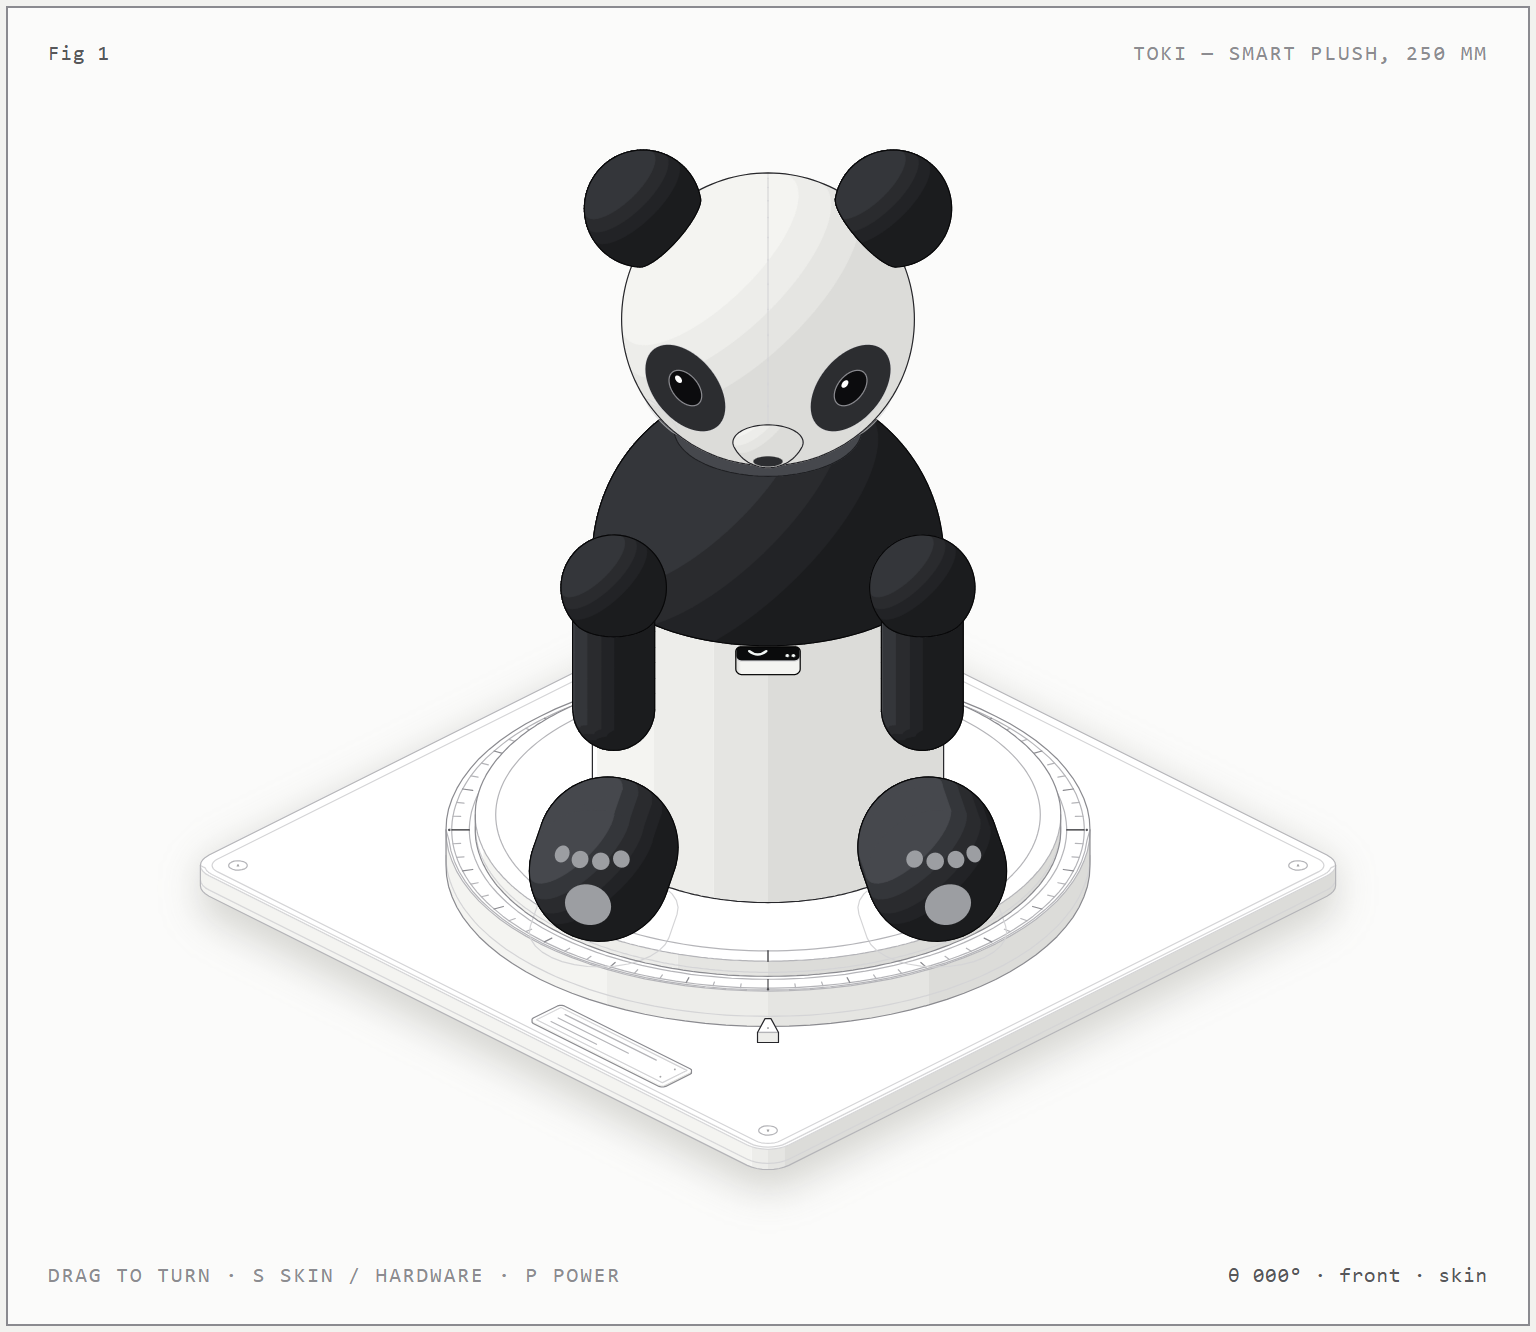 Fig 1
TOKI — SMART PLUSH, 250 MM
DRAG TO TURN · S SKIN / HARDWARE · P POWER
θ 000° · front · skin